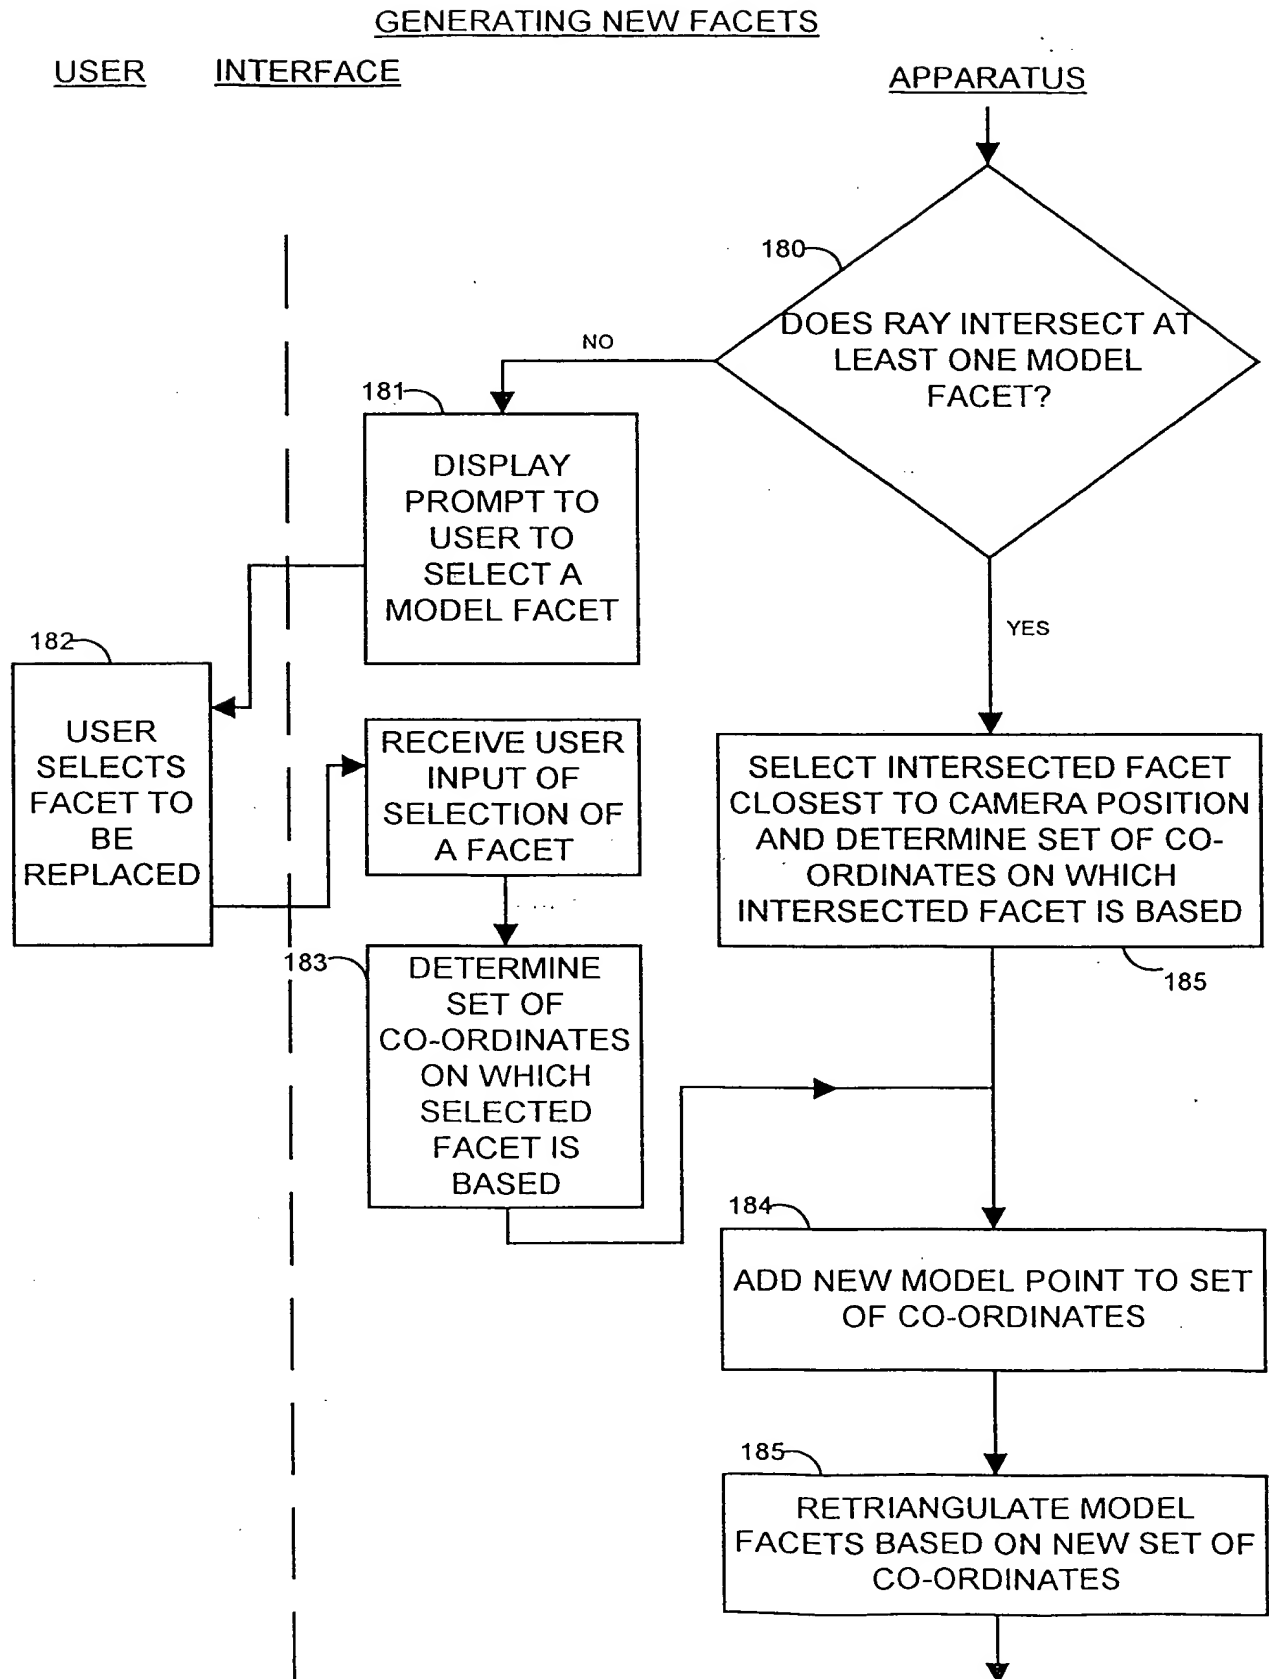 GENERATING NEW FACETS
USER INTERFACE
APPARATUS
180
DOES RAY INTERSECT AT
LEAST ONE MODEL
FACET?
NO
YES
181
DISPLAY
PROMPT TO
USER TO
SELECT A
MODEL FACET
182
USER
SELECTS
FACET TO
BE
REPLACED
RECEIVE USER
INPUT OF
SELECTION OF
A FACET
183
DETERMINE
SET OF
CO-ORDINATES
ON WHICH
SELECTED
FACET IS
BASED
SELECT INTERSECTED FACET
CLOSEST TO CAMERA POSITION
AND DETERMINE SET OF CO-
ORDINATES ON WHICH
INTERSECTED FACET IS BASED
185
184
ADD NEW MODEL POINT TO SET
OF CO-ORDINATES
185
RETRIANGULATE MODEL
FACETS BASED ON NEW SET OF
CO-ORDINATES